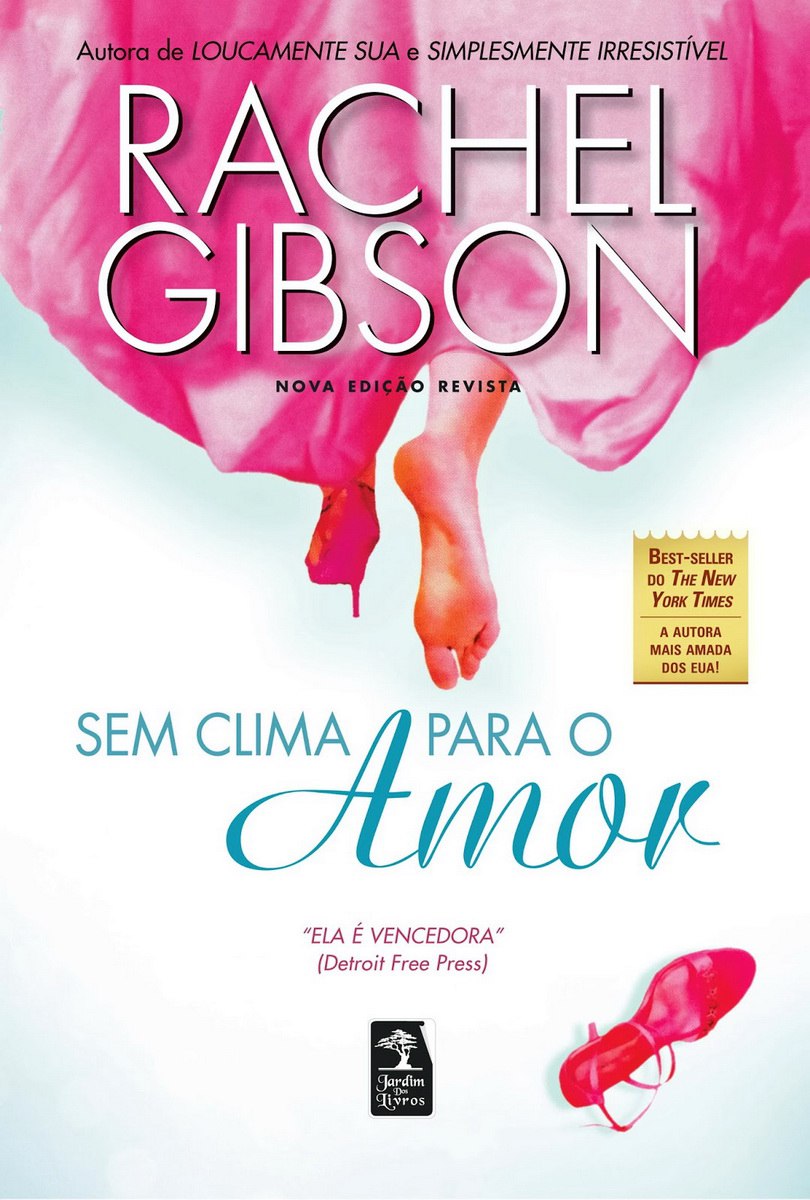 Autora de LOUCAMENTE SUA e SIMPLESMENTE IRRESISTÍVEL
RACHEL
GIBSON
NOVA EDIÇÃO REVISTA
BEST-SELLER
DO THE NEW
YORK TIMES
A AUTORA
MAIS AMADA
DOS EUA!
SEM CLIMA PARA O
Amor
“ELA É VENCEDORA”
(Detroit Free Press)
Jardim
Dos
Livros